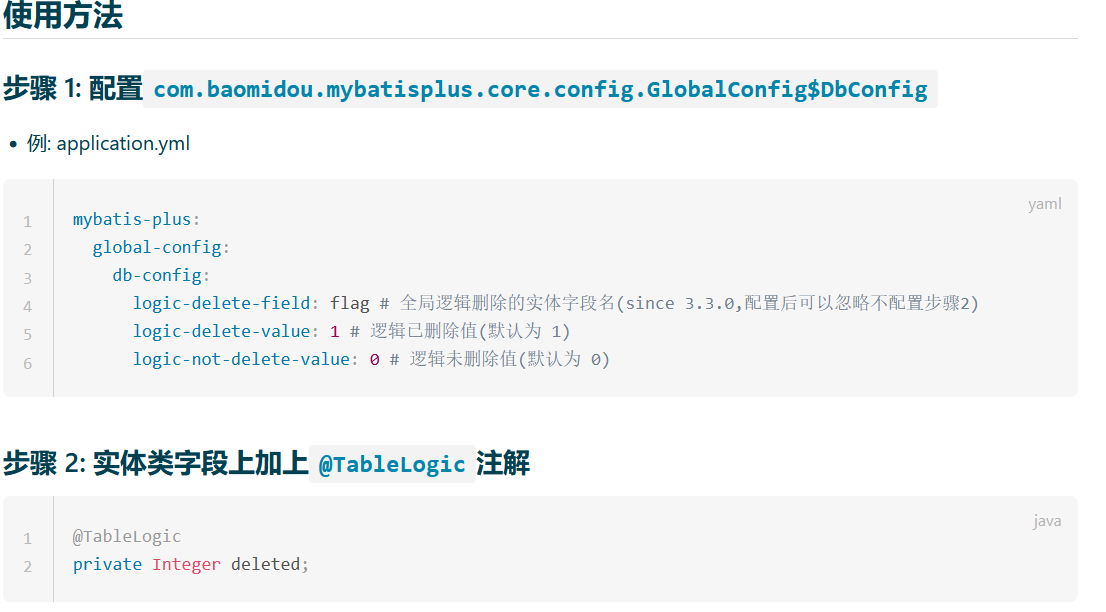 使用方法
步骤 1: 配置 com.baomidou.mybatisplus.core.config.GlobalConfig$DbConfig
• 例: application.yml
yaml
1 mybatis-plus:
2   global-config:
3     db-config:
4       logic-delete-field: flag # 全局逻辑删除的实体字段名(since 3.3.0,配置后可以忽略不配置步骤2)
5       logic-delete-value: 1 # 逻辑已删除值(默认为 1)
6       logic-not-delete-value: 0 # 逻辑未删除值(默认为 0)
步骤 2: 实体类字段上加上 @TableLogic 注解
java
1 @TableLogic
2 private Integer deleted;